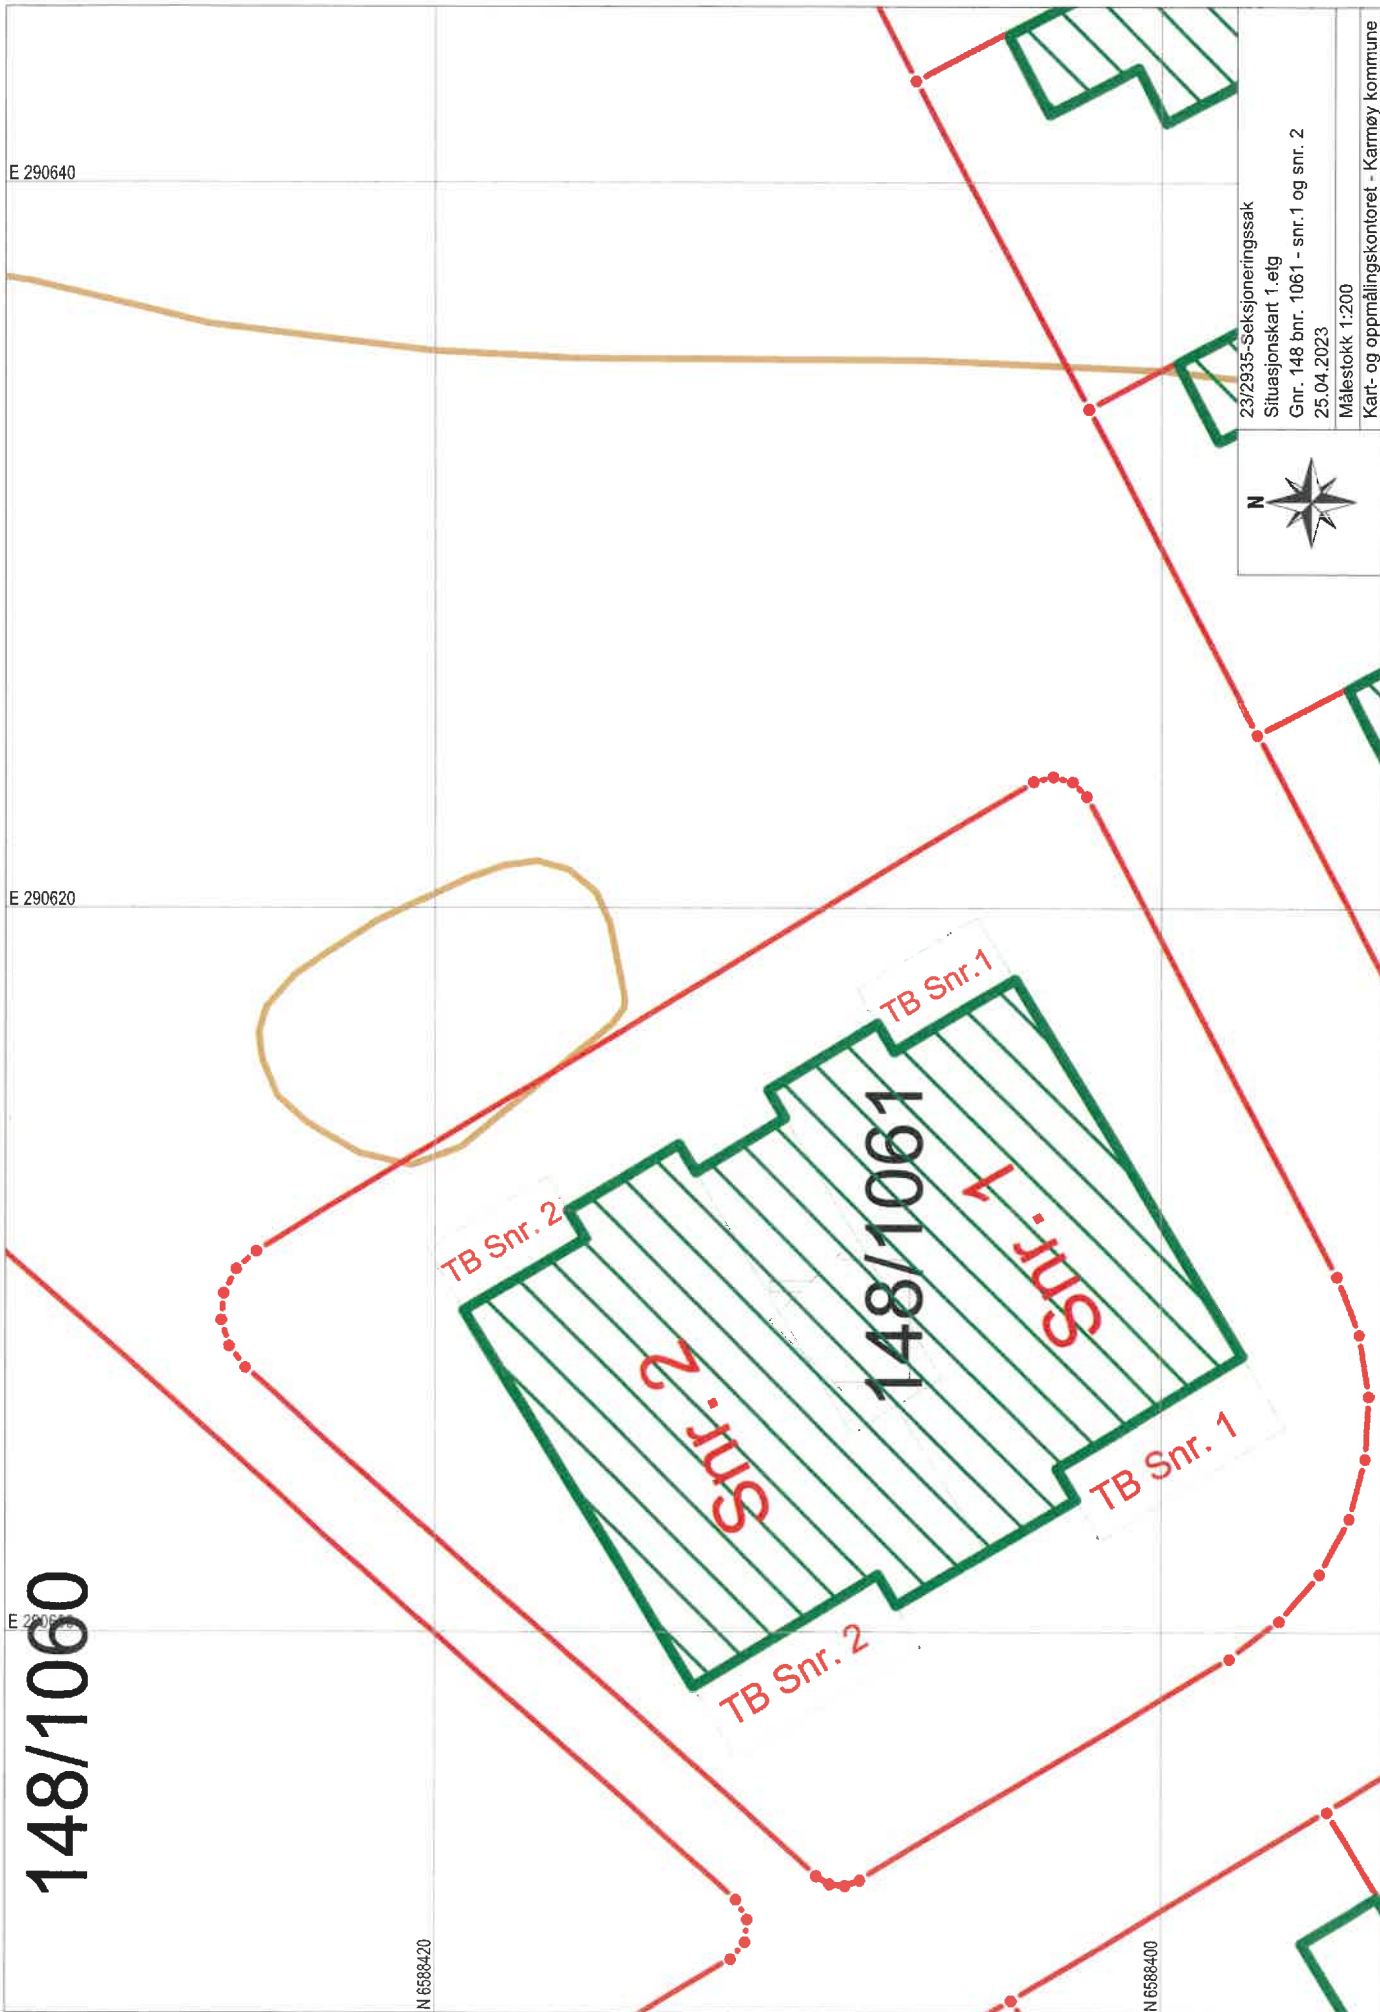 148/1060
E 290640
E 290620
N 6588420
N 6588400
TB Snr. 2
TB Snr.1
Snr. 2
148/1061
Snr. 1
TB Snr. 2
TB Snr. 1
N
23/2935-Seksjoneringssak
Situasjonskart 1.etg
Gnr. 148 bnr. 1061 - snr.1 og snr. 2
25.04.2023
Målestokk 1:200
Kart- og oppmålingskontoret - Karmøy kommune